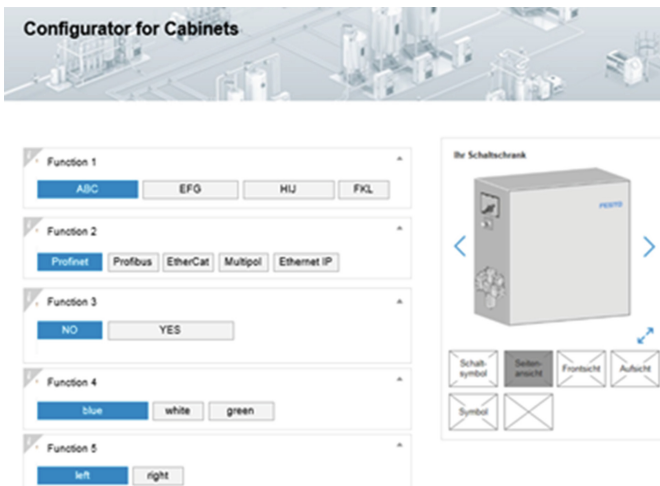 Configurator for Cabinets
Function 1
ABC EFG HIJ FKL
Function 2
Profinet Profibus EtherCat Multipol Ethernet IP
Function 3
NO YES
Function 4
blue white green
Function 5
left right
Ihr Schaltschrank
FESTO
Schalt-
symbol
Seiten-
ansicht
Frontsicht
Aufsicht
Symbol